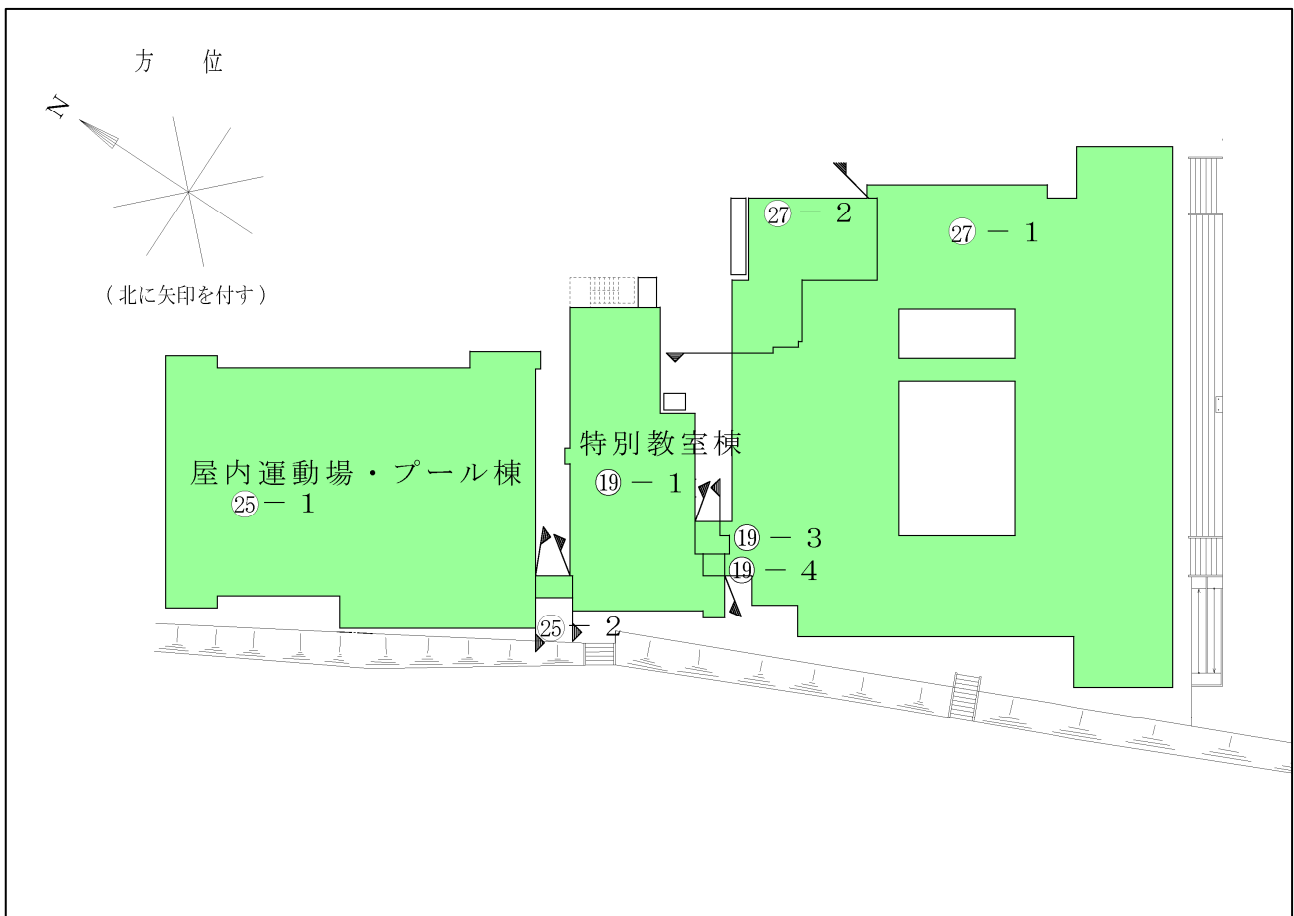 方 位
N
(北に矢印を付す)
㉗ － 2
㉗ － 1
特別教室棟
⑲ － 1
屋内運動場・プール棟
㉕ － 1
⑲ － 3
⑲ － 4
㉕ － 2